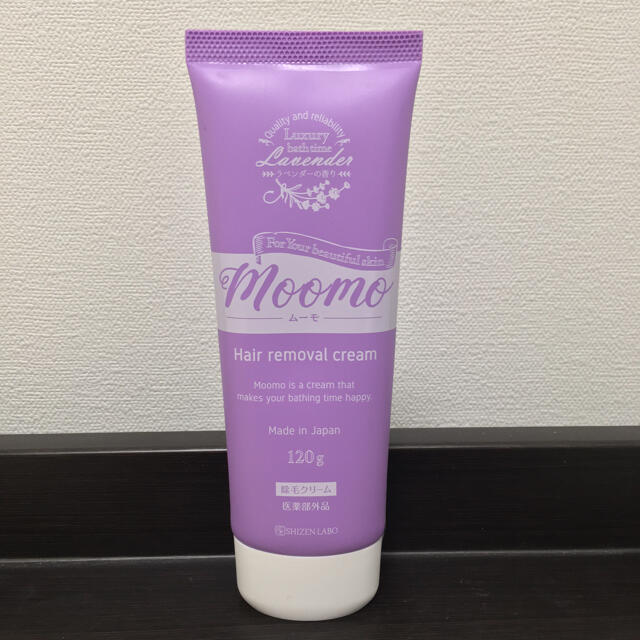 Quality and reliability
Luxury
bath time
Lavender
ラベンダーの香り
For Your beautiful skin
Moomo
ムーモ
Hair removal cream
Moomo is a cream that
makes your bathing time happy.
Made in Japan
120g
除毛クリーム
医薬部外品
SHIZEN LABO